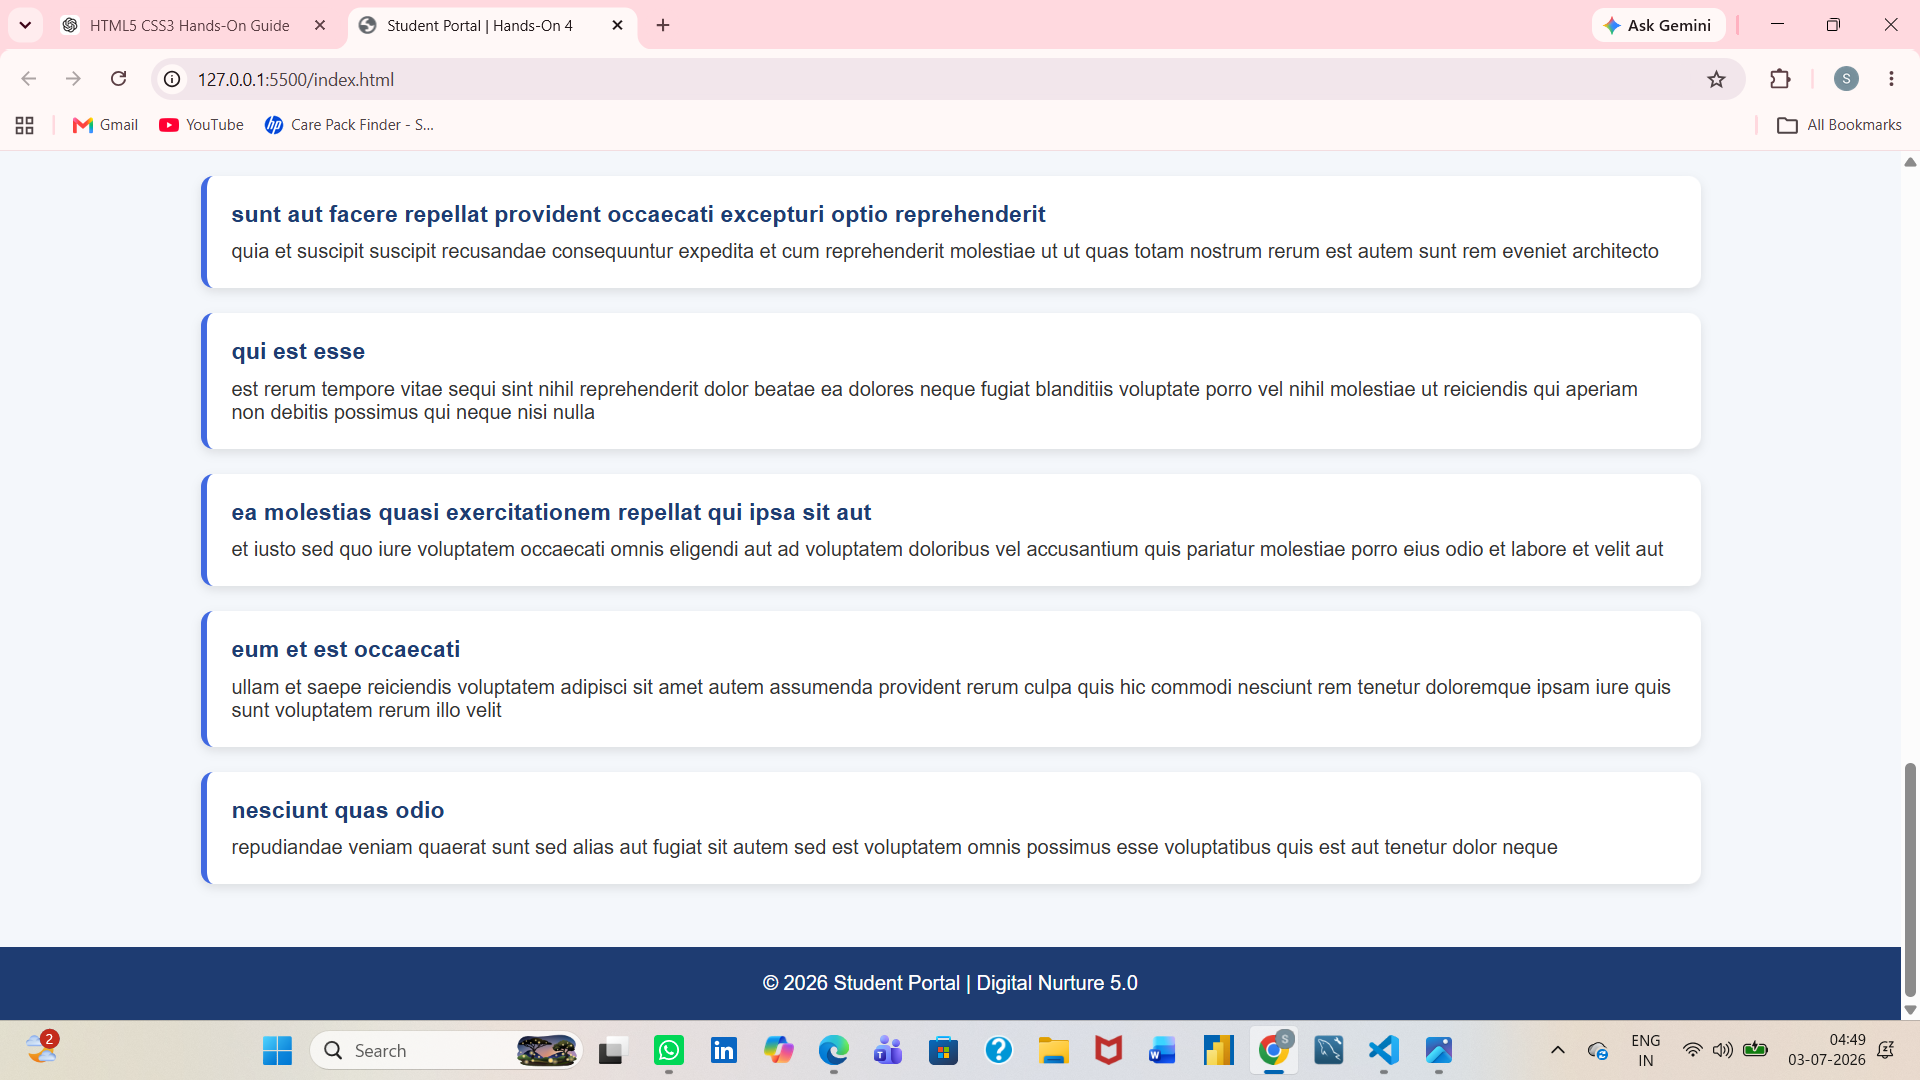 HTML5 CSS3 Hands-On Guide
Student Portal | Hands-On 4
Ask Gemini
127.0.0.1:5500/index.html
S
Gmail
YouTube
hp
Care Pack Finder - S...
All Bookmarks
sunt aut facere repellat provident occaecati excepturi optio reprehenderit
quia et suscipit suscipit recusandae consequuntur expedita et cum reprehenderit molestiae ut ut quas totam nostrum rerum est autem sunt rem eveniet architecto
qui est esse
est rerum tempore vitae sequi sint nihil reprehenderit dolor beatae ea dolores neque fugiat blanditiis voluptate porro vel nihil molestiae ut reiciendis qui aperiam
non debitis possimus qui neque nisi nulla
ea molestias quasi exercitationem repellat qui ipsa sit aut
et iusto sed quo iure voluptatem occaecati omnis eligendi aut ad voluptatem doloribus vel accusantium quis pariatur molestiae porro eius odio et labore et velit aut
eum et est occaecati
ullam et saepe reiciendis voluptatem adipisci sit amet autem assumenda provident rerum culpa quis hic commodi nesciunt rem tenetur doloremque ipsam iure quis
sunt voluptatem rerum illo velit
nesciunt quas odio
repudiandae veniam quaerat sunt sed alias aut fugiat sit autem sed est voluptatem omnis possimus esse voluptatibus quis est aut tenetur dolor neque
© 2026 Student Portal | Digital Nurture 5.0
2
Search
in
T
?
W
S
ENG
IN
04:49
03-07-2026